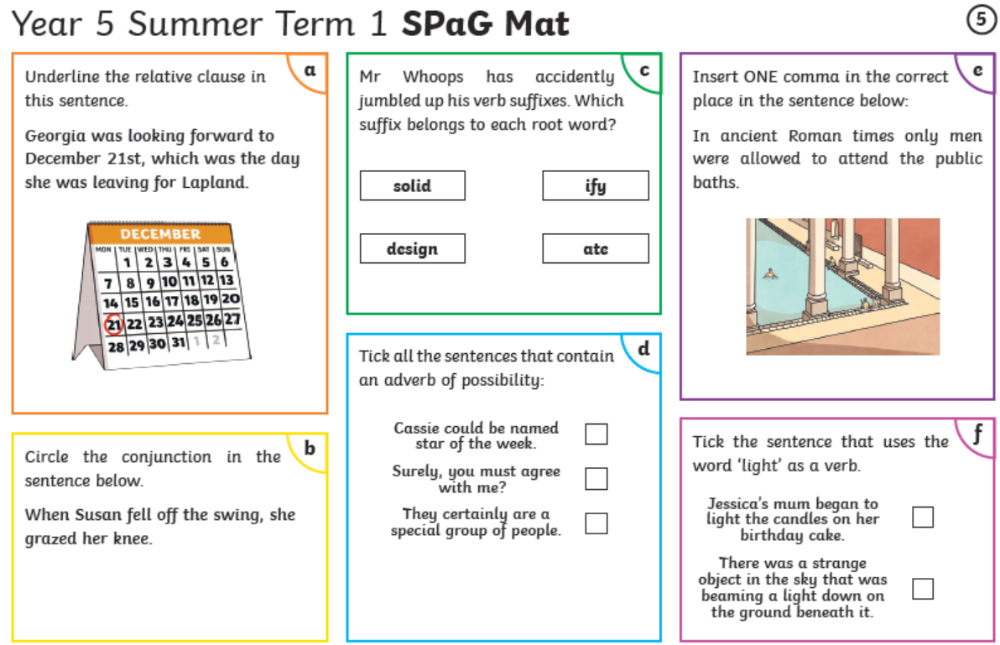 Year 5 Summer Term 1 SPaG Mat
5
a
Underline the relative clause in
this sentence.
Georgia was looking forward to
December 21st, which was the day
she was leaving for Lapland.
DECEMBER
MON TUE WED THU FRI SAT SUN
1 2 3 4 5 6
7 8 9 10 11 12 13
14 15 16 17 18 19 20
21 22 23 24 25 26 27
28 29 30 31 1 2
b
Circle the conjunction in the
sentence below.
When Susan fell off the swing, she
grazed her knee.
c
Mr Whoops has accidently
jumbled up his verb suffixes. Which
suffix belongs to each root word?
solid ify
design ate
d
Tick all the sentences that contain
an adverb of possibility:
Cassie could be named
star of the week.
Surely, you must agree
with me?
They certainly are a
special group of people.
e
Insert ONE comma in the correct
place in the sentence below:
In ancient Roman times only men
were allowed to attend the public
baths.
f
Tick the sentence that uses the
word ‘light’ as a verb.
Jessica's mum began to
light the candles on her
birthday cake.
There was a strange
object in the sky that was
beaming a light down on
the ground beneath it.